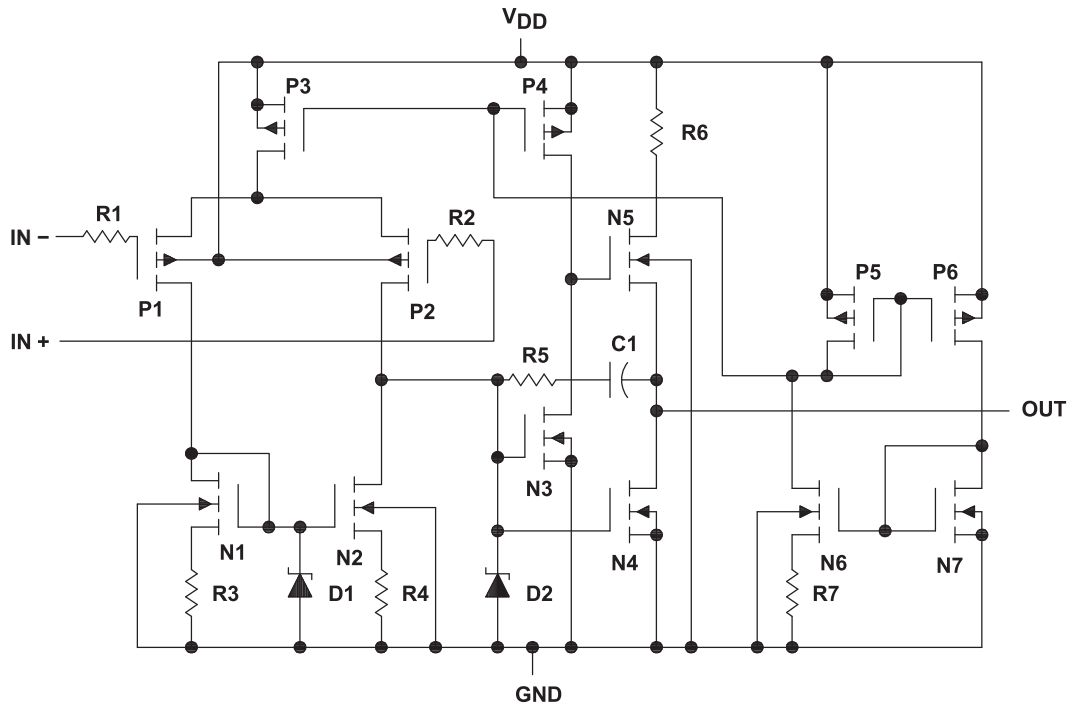 VDD
P3
P4
R6
R1
R2
N5
IN −
P5
P6
P1
P2
IN +
R5
C1
OUT
N3
N1
N2
N4
N6
N7
R3
D1
R4
D2
R7
GND